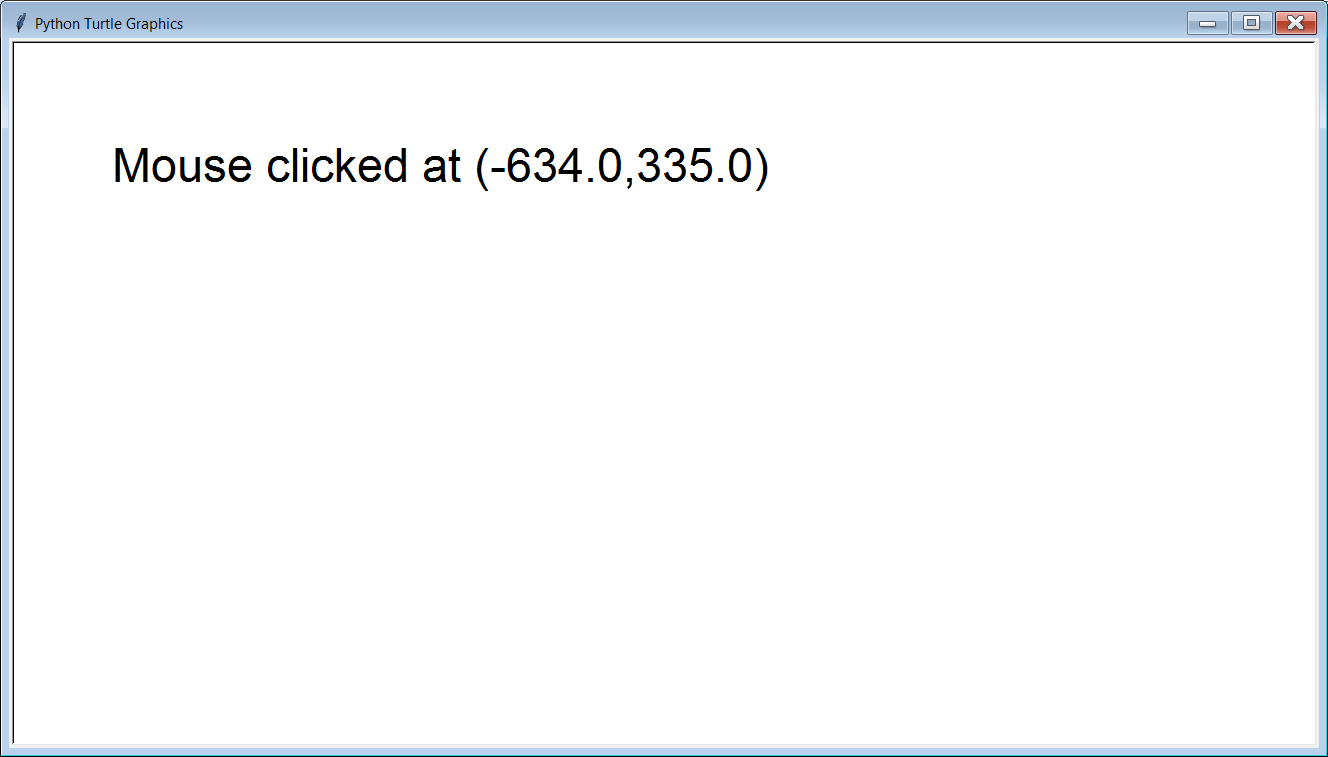 Python Turtle Graphics
Mouse clicked at (-634.0,335.0)